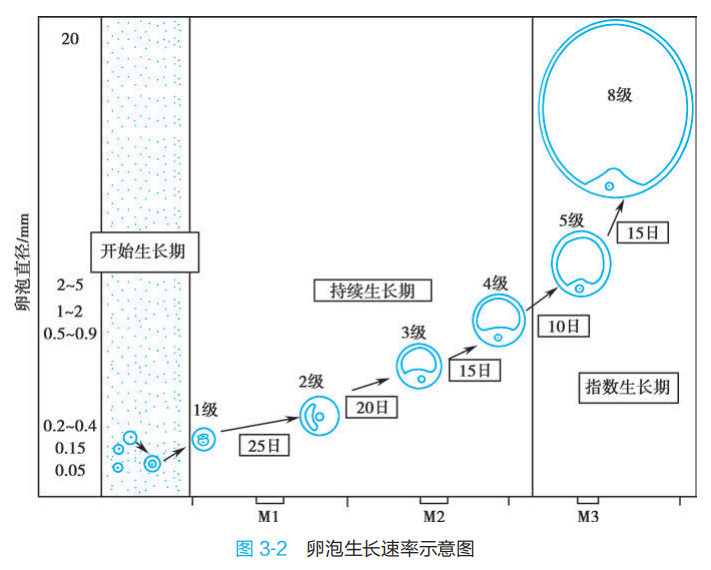 20
8级
5级
15日
开始生长期
卵泡直径/mm
2~5
持续生长期
4级
1~2
0.5~0.9
10日
3级
15日
指数生长期
2级
20日
1级
0.2~0.4
25日
0.15
0.05
M1
M2
M3
图 3-2 卵泡生长速率示意图